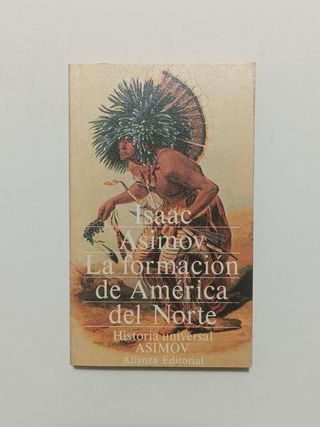 Isaac
Asimov
La formación
de América
del Norte
Historia universal
ASIMOV
Alianza Editorial